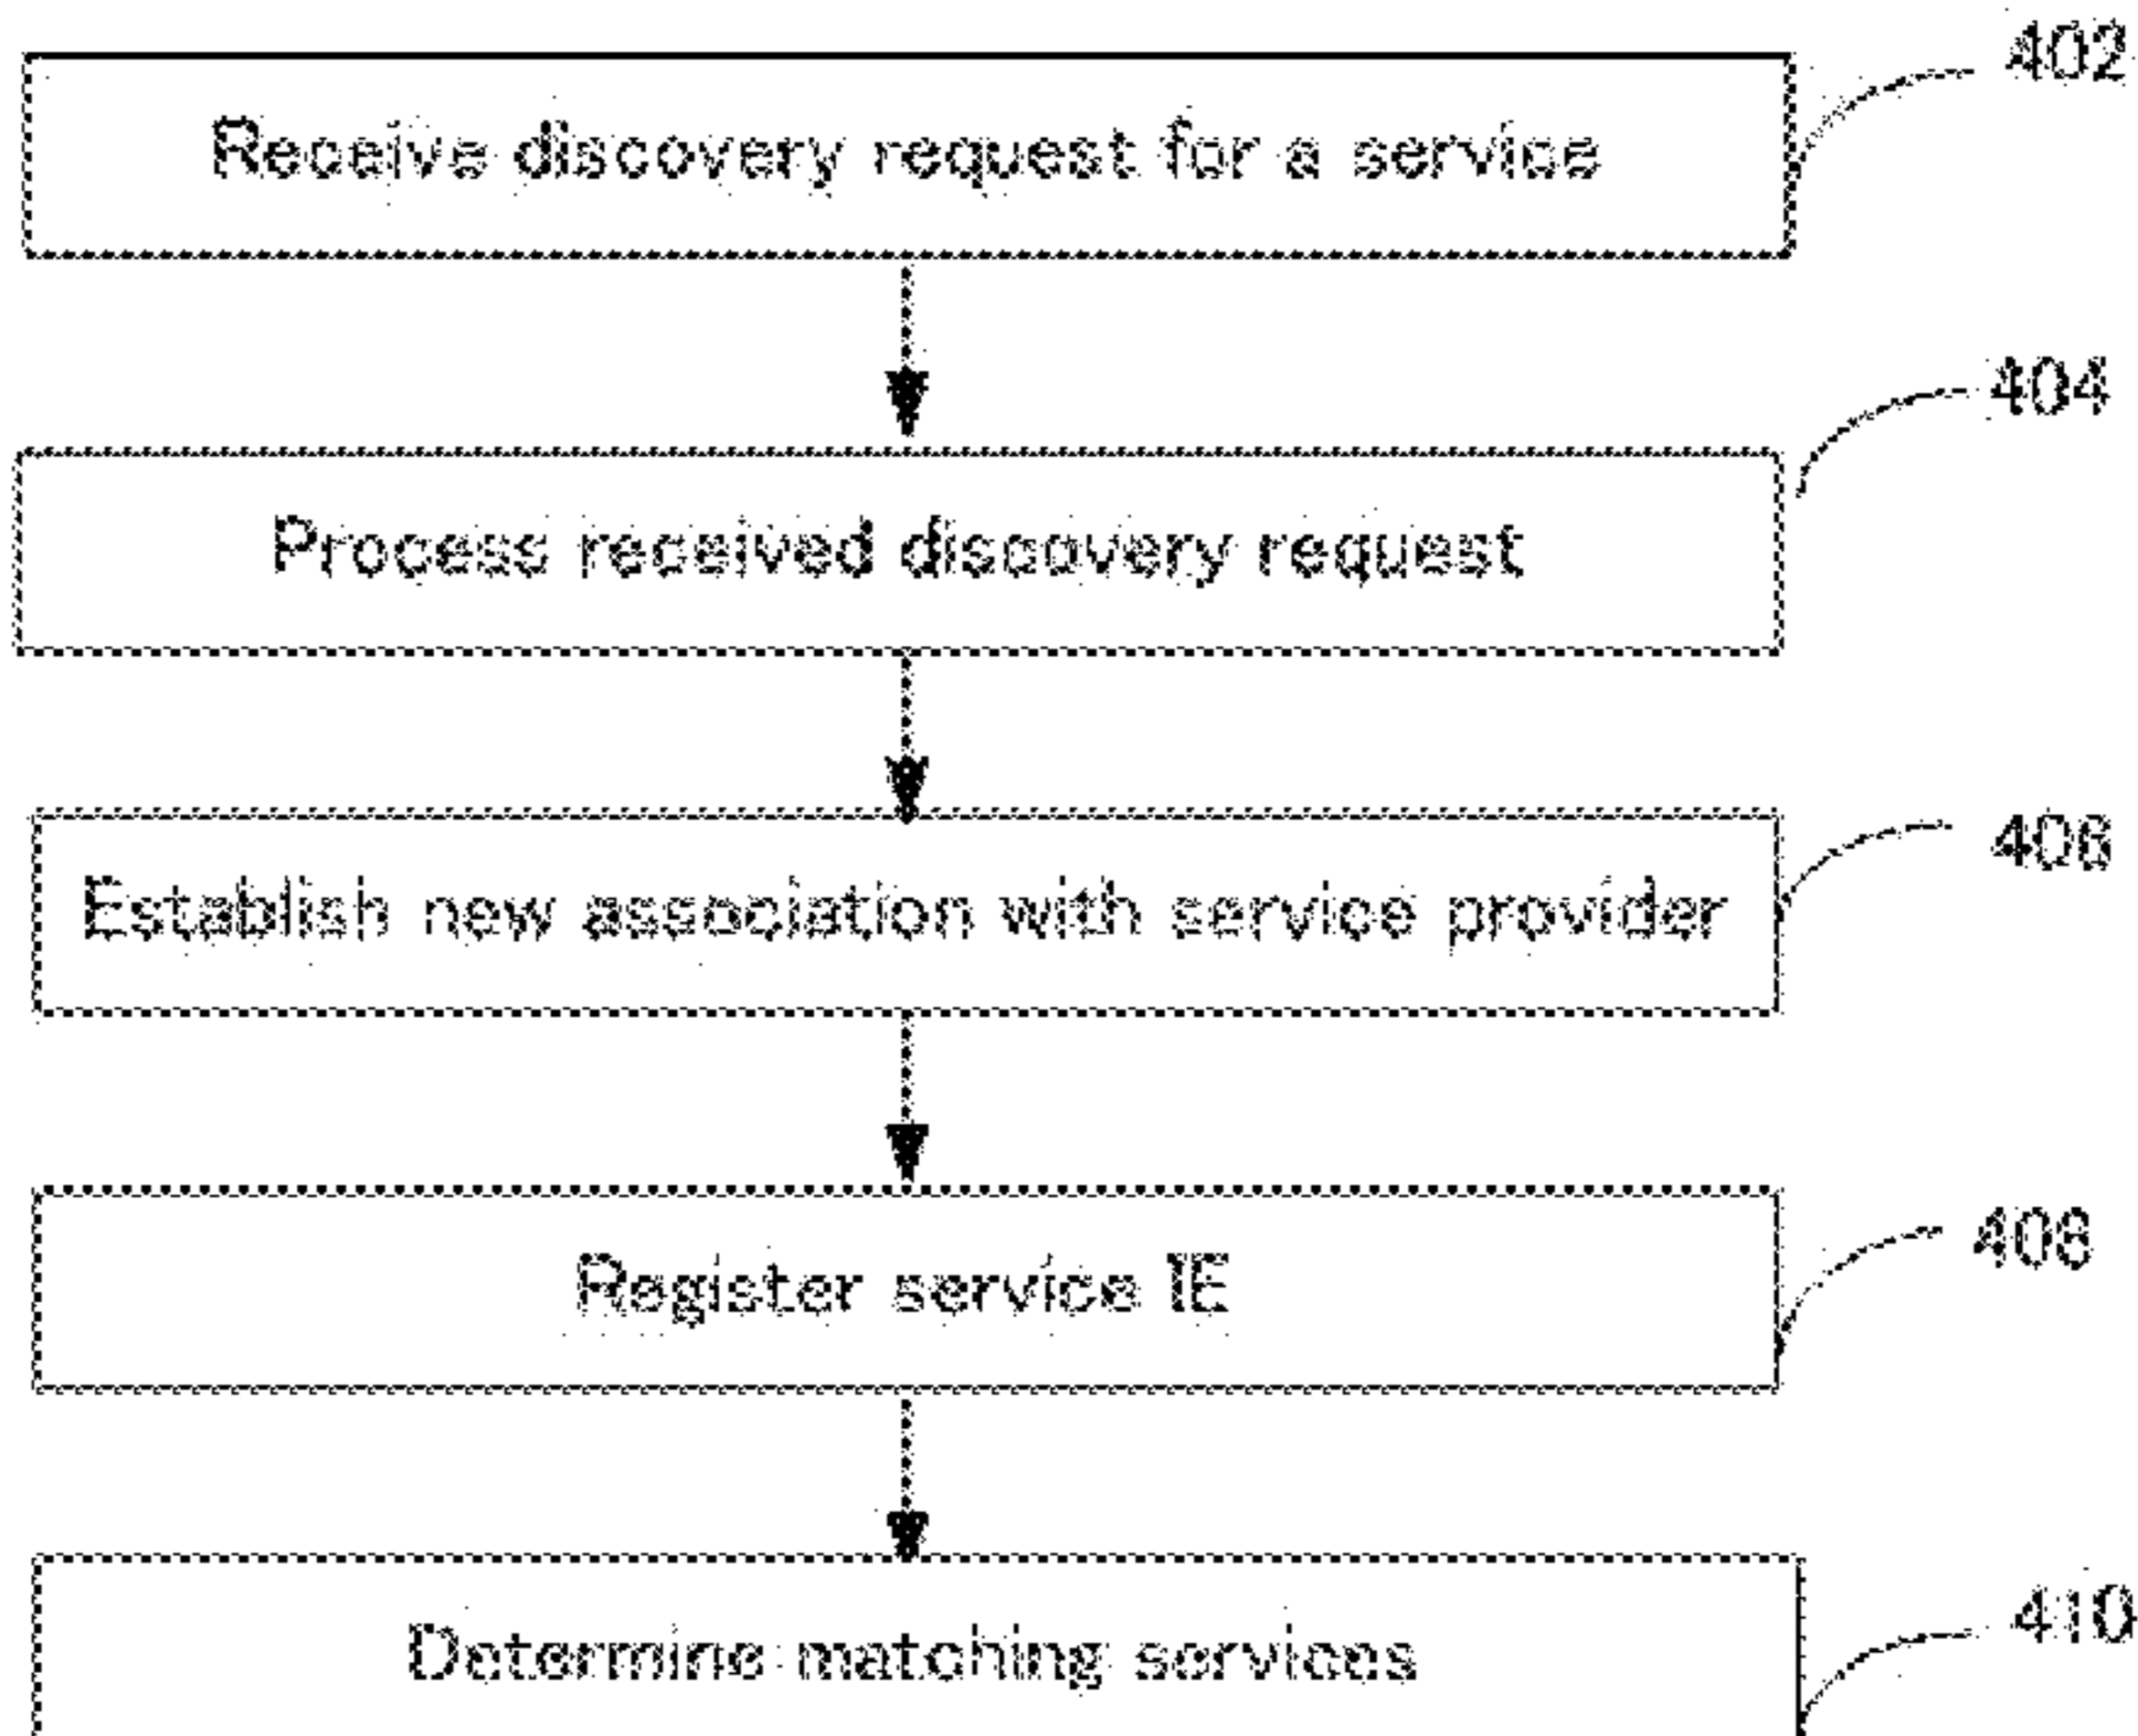 402
Receive discovery request for a service
404
Process received discovery request
406
Establish new association with service provider
408
Register service IE
410
Determine matching services